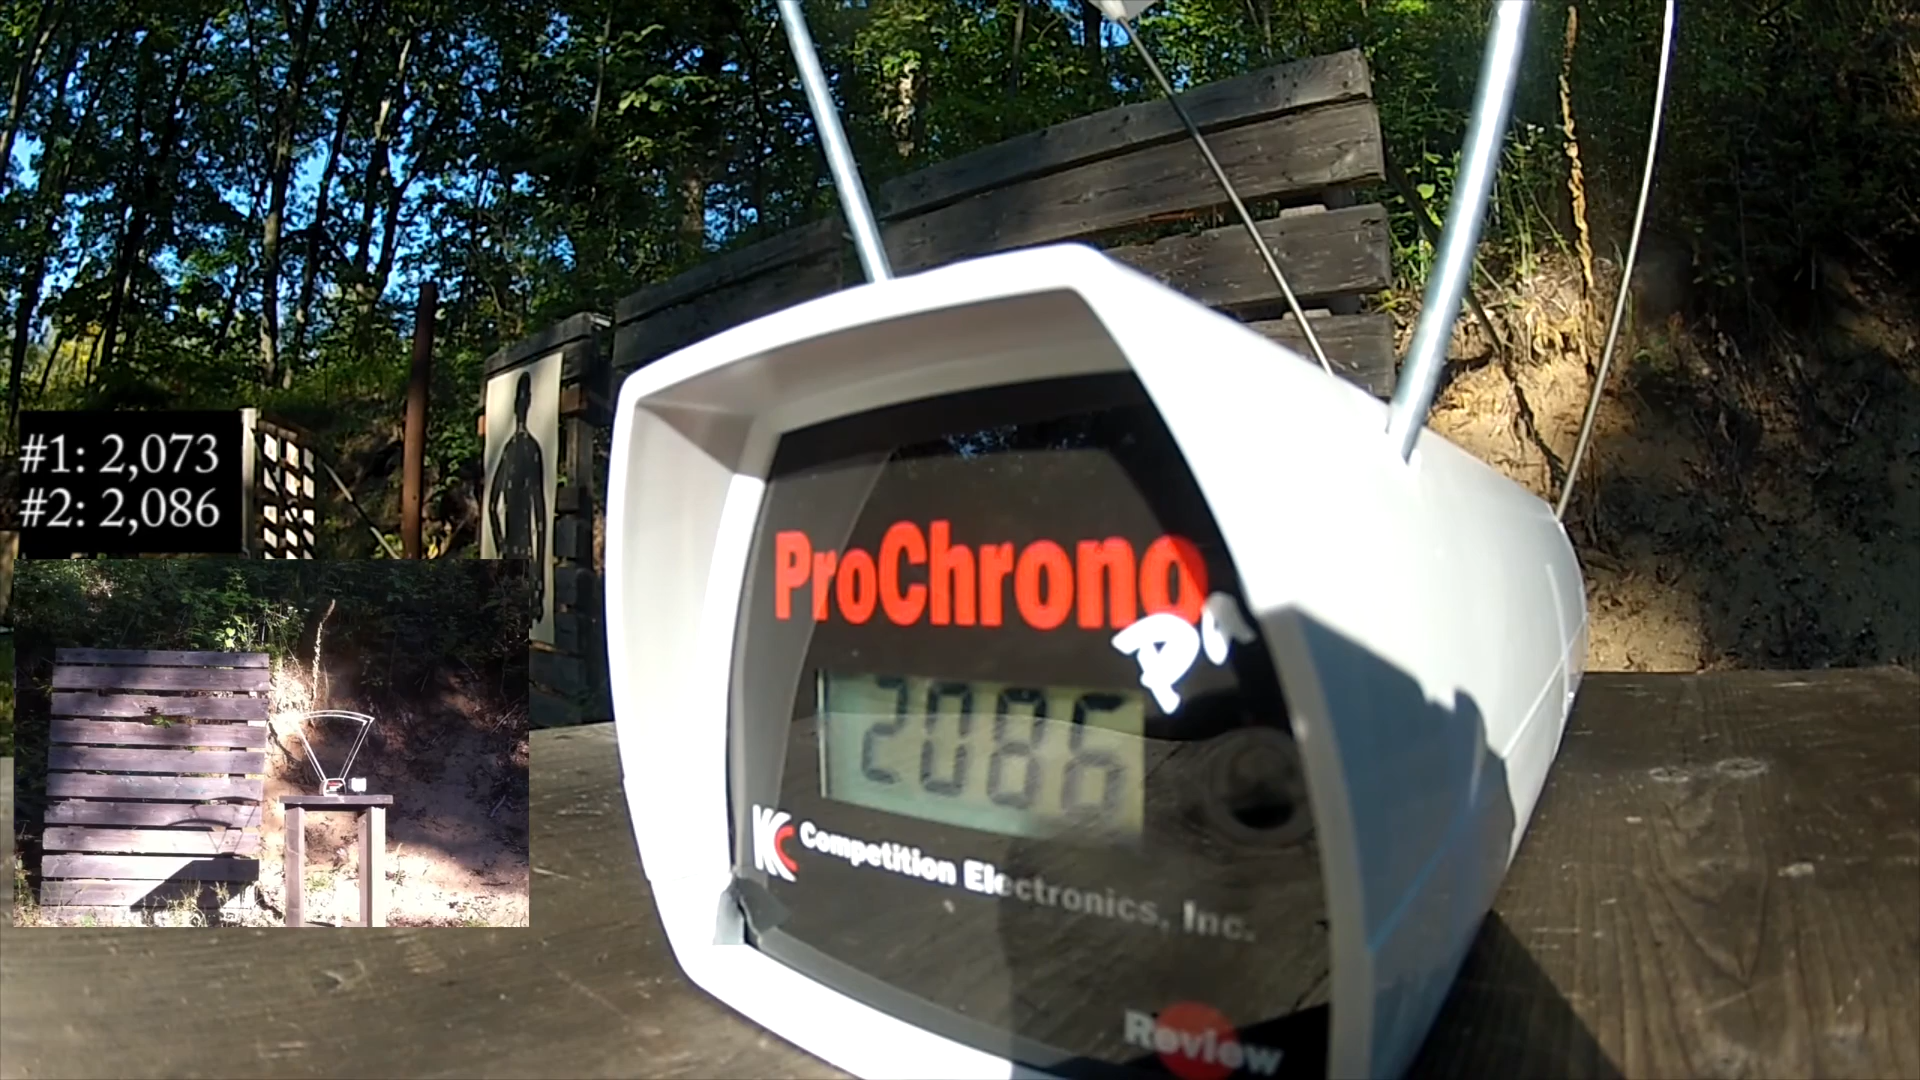 #1: 2,073
#2: 2,086
ProChrono
2086
Competition Electronics, Inc.
Review